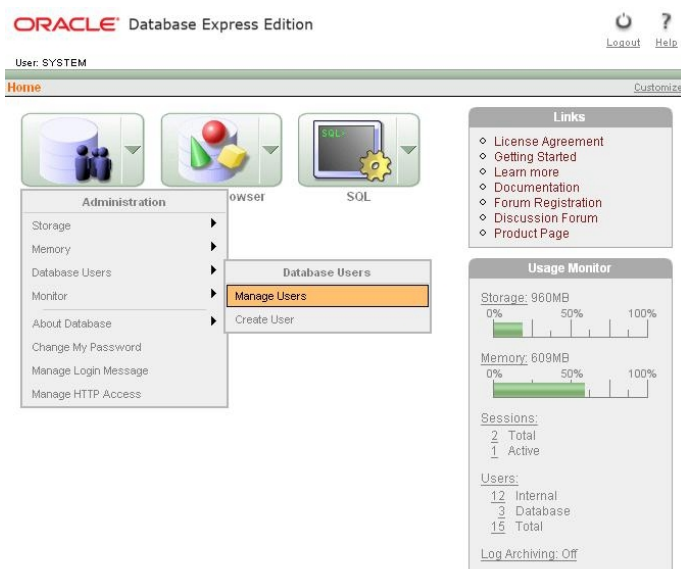 ORACLE Database Express Edition
Logout Help
User: SYSTEM
Home
Customize
SQL>
owser
SQL
Administration
Storage
Memory
Database Users
Monitor
About Database
Change My Password
Manage Login Message
Manage HTTP Access
Database Users
Manage Users
Create User
Links
License Agreement
Getting Started
Learn more
Documentation
Forum Registration
Discussion Forum
Product Page
Usage Monitor
Storage: 960MB
0% 50% 100%
Memory: 609MB
0% 50% 100%
Sessions:
2 Total
1 Active
Users:
12 Internal
3 Database
15 Total
Log Archiving: Off